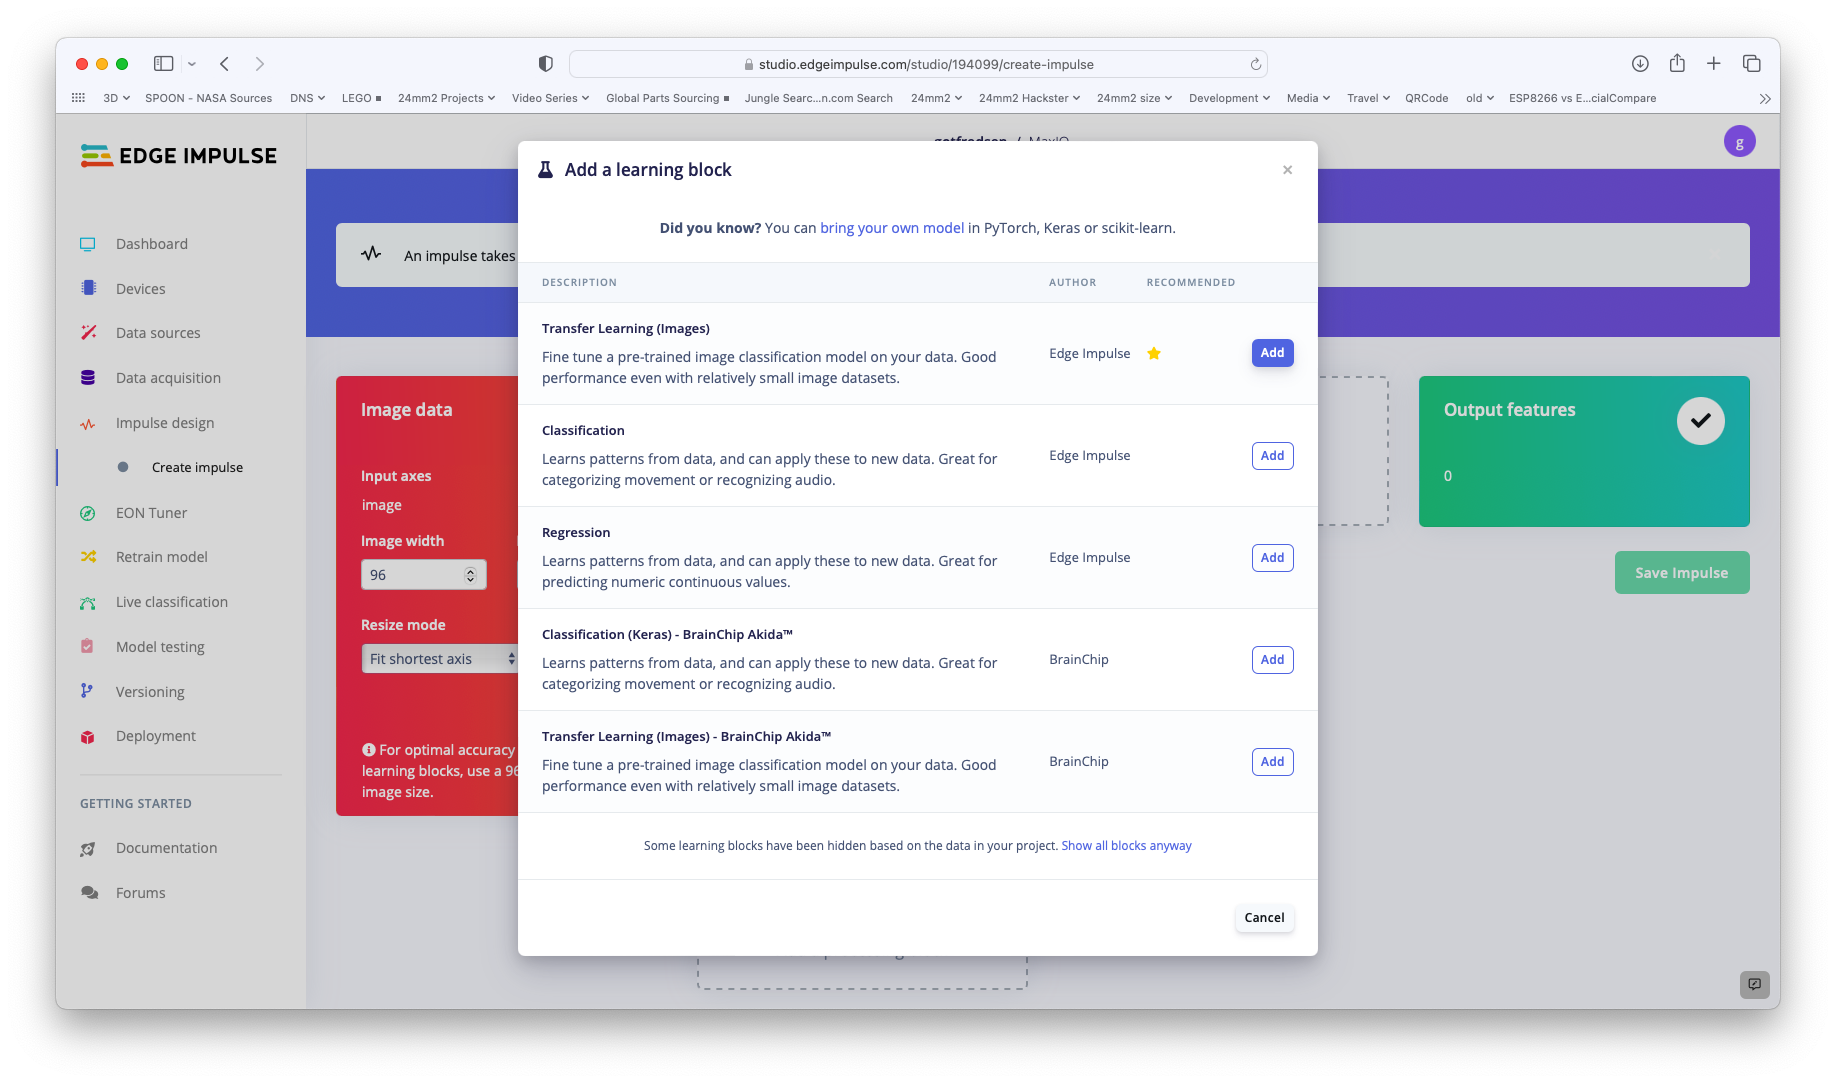 studio.edgeimpulse.com/studio/194099/create-impulse
3D SPOON - NASA Sources DNS LEGO 24mm2 Projects Video Series Global Parts Sourcing Jungle Searc...n.com Search 24mm2 24mm2 Hackster 24mm2 size Development Media Travel QRCode old ESP8266 vs E...cialCompare
EDGE IMPULSE
gotfredsen / MaxIQ
g
Dashboard
Devices
Data sources
Data acquisition
Impulse design
Create impulse
EON Tuner
Retrain model
Live classification
Model testing
Versioning
Deployment
GETTING STARTED
Documentation
Forums
An impulse takes
Image data
Input axes
image
Image width
96
Resize mode
Fit shortest axis
For optimal accuracy
learning blocks, use a 96
image size.
Add a learning block
×
Did you know? You can bring your own model in PyTorch, Keras or scikit-learn.
DESCRIPTION AUTHOR RECOMMENDED
Transfer Learning (Images)
Fine tune a pre-trained image classification model on your data. Good
performance even with relatively small image datasets.
Edge Impulse
Add
Classification
Learns patterns from data, and can apply these to new data. Great for
categorizing movement or recognizing audio.
Edge Impulse
Add
Regression
Learns patterns from data, and can apply these to new data. Great for
predicting numeric continuous values.
Edge Impulse
Add
Classification (Keras) - BrainChip Akida™
Learns patterns from data, and can apply these to new data. Great for
categorizing movement or recognizing audio.
BrainChip
Add
Transfer Learning (Images) - BrainChip Akida™
Fine tune a pre-trained image classification model on your data. Good
performance even with relatively small image datasets.
BrainChip
Add
Some learning blocks have been hidden based on the data in your project. Show all blocks anyway
Cancel
Output features
0
Save Impulse